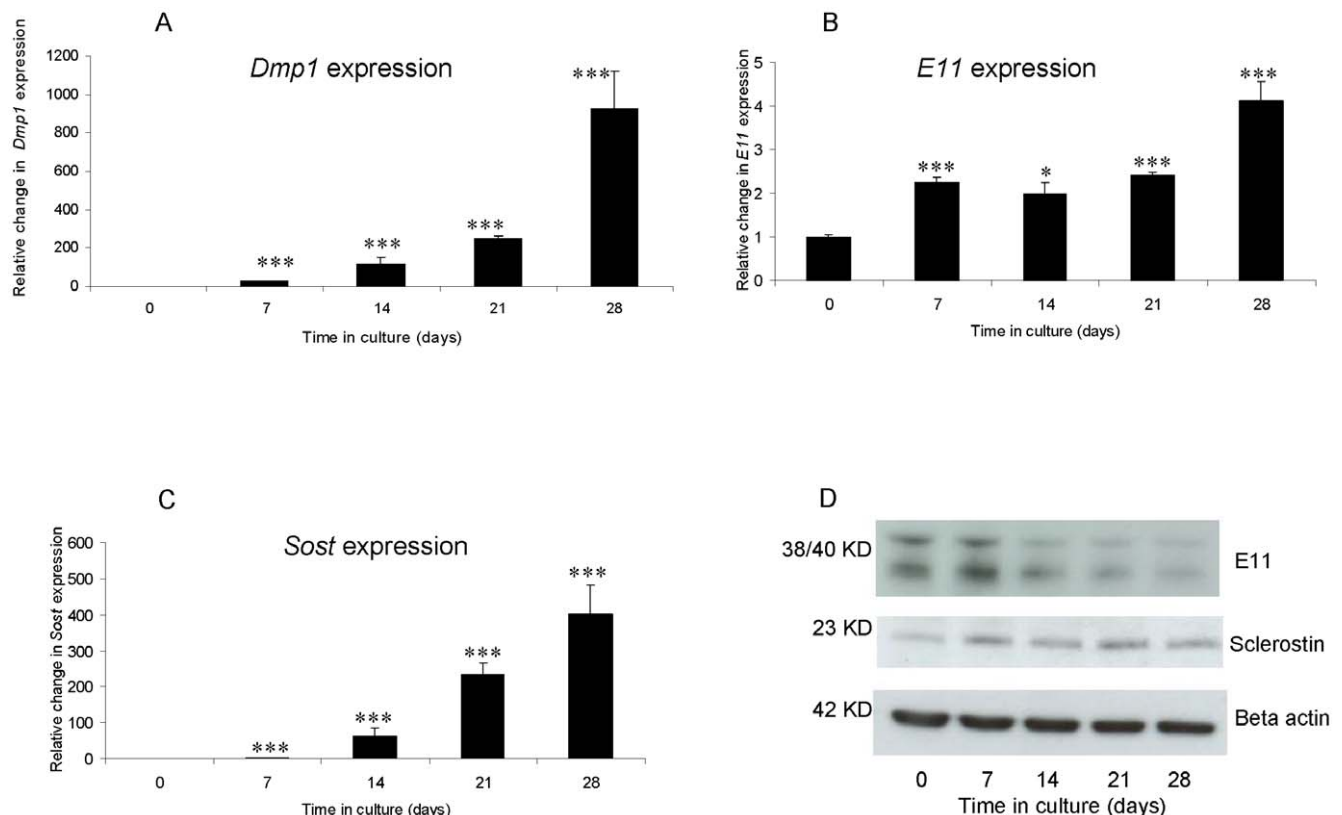 A
Dmp1 expression
Relative change in Dmp1 expression
1200
1000
800
600
400
200
0
***
***
***
***
0 7 14 21 28
Time in culture (days)
B
E11 expression
Relative change in E11 expression
5
4
3
2
1
0
***
*
***
***
0 7 14 21 28
Time in culture (days)
C
Sost expression
Relative change in Sost expression
600
500
400
300
200
100
0
***
***
***
***
0 7 14 21 28
Time in culture (days)
D
38/40 KD E11
23 KD Sclerostin
42 KD Beta actin
0 7 14 21 28
Time in culture (days)